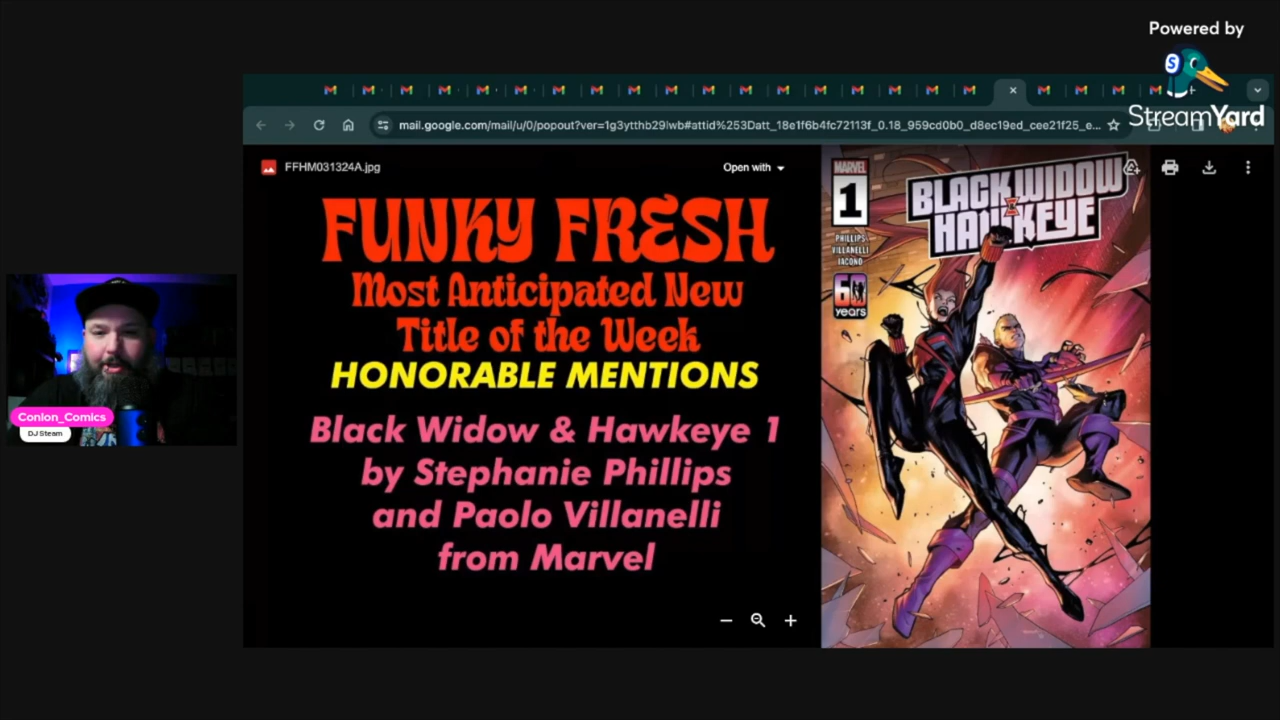 Powered by
StreamYard
mail.google.com/mail/u/0/popout?ver=1g3ytthb29lwb#attid%253Datt_18e1f6b4fc72113f_0.18_959cd0b0_d8ec19ed_cee21f25_e...
FFHM031324A.jpg
Open with
FUNKY FRESH
Most Anticipated New
Title of the Week
HONORABLE MENTIONS
Black Widow & Hawkeye 1
by Stephanie Phillips
and Paolo Villanelli
from Marvel
MARVEL
1
PHILLIPS
VILLANELLI
IACONO
60
years
BLACK WIDOW
HAWKEYE
Conlon_Comics
DJ Steam